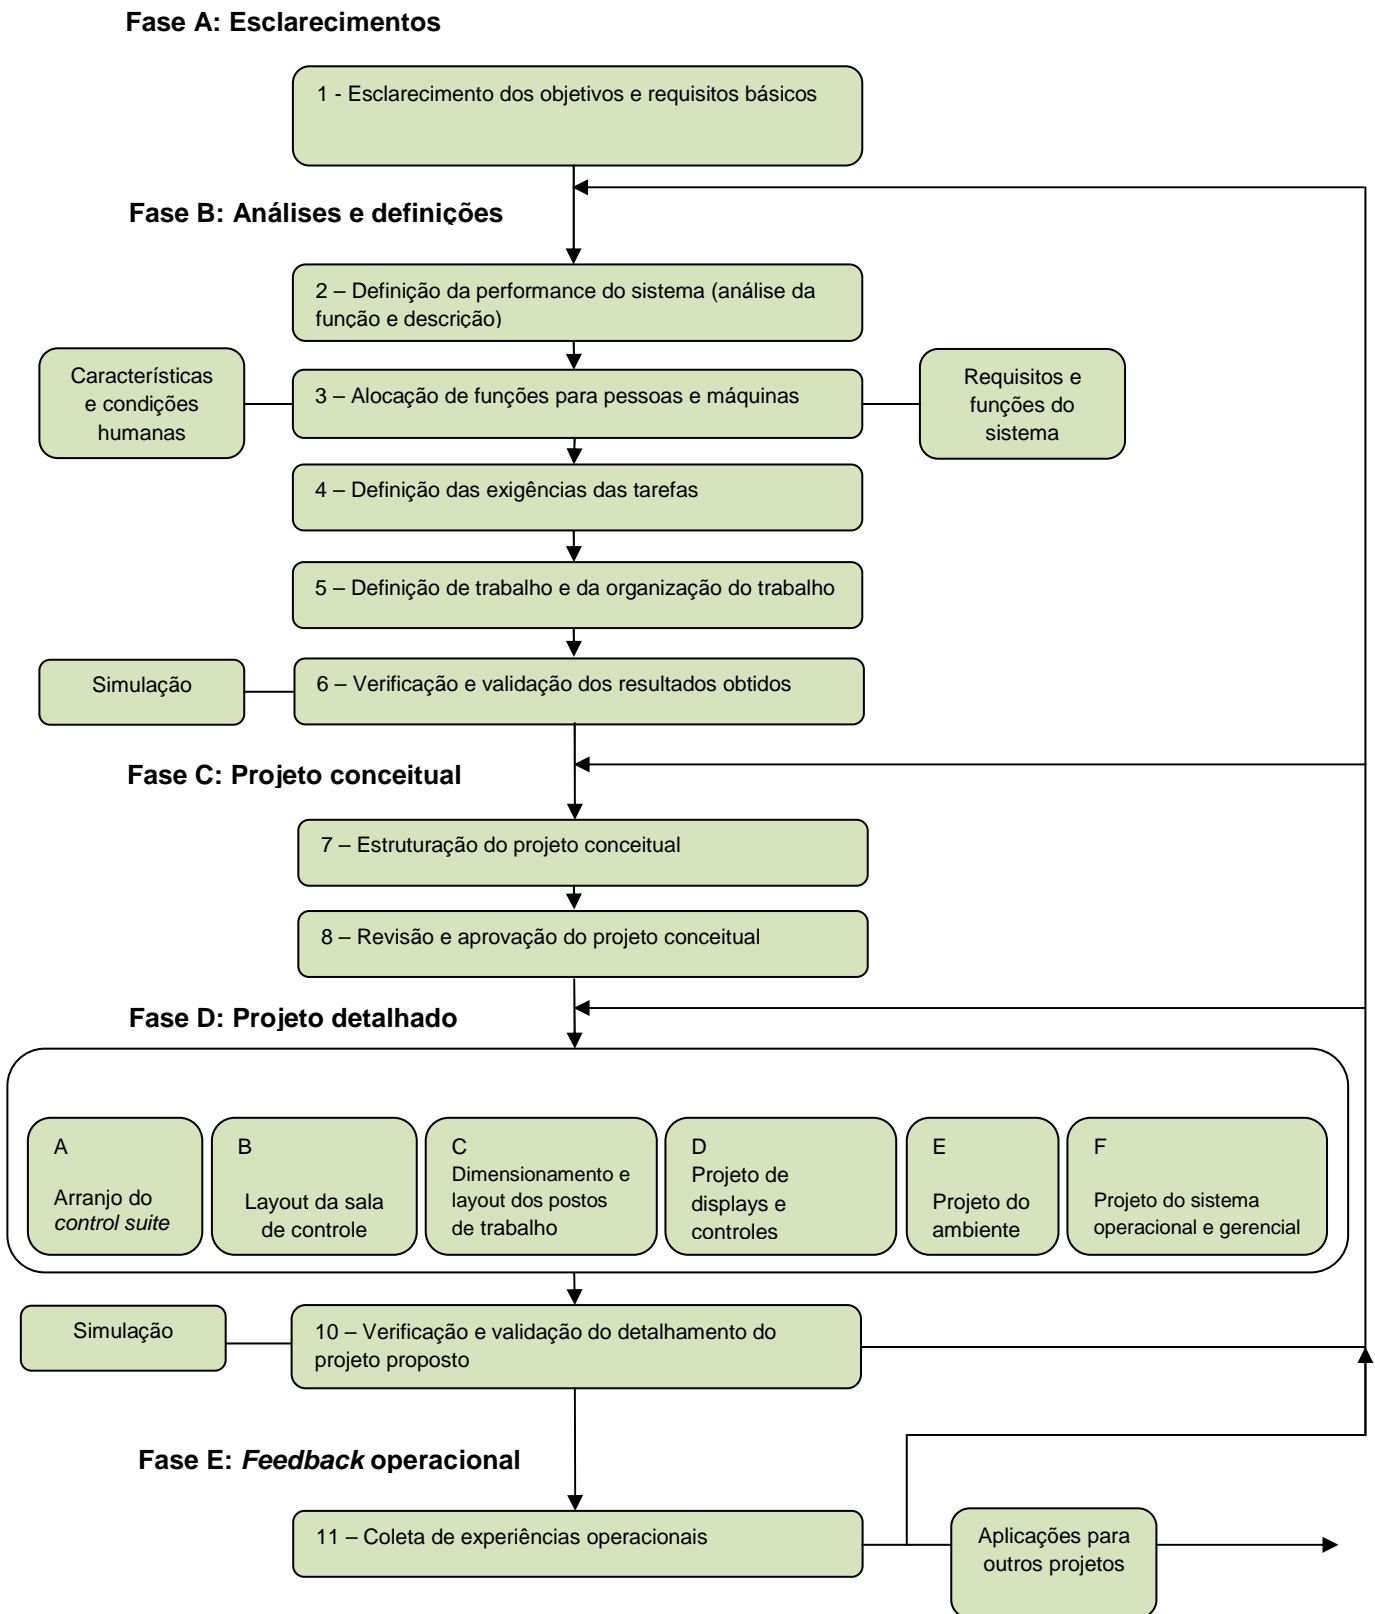 Fase A: Esclarecimentos
1 - Esclarecimento dos objetivos e requisitos básicos
Fase B: Análises e definições
2 – Definição da performance do sistema (análise da
função e descrição)
Características
e condições
humanas
3 – Alocação de funções para pessoas e máquinas
Requisitos e
funções do
sistema
4 – Definição das exigências das tarefas
5 – Definição de trabalho e da organização do trabalho
Simulação
6 – Verificação e validação dos resultados obtidos
Fase C: Projeto conceitual
7 – Estruturação do projeto conceitual
8 – Revisão e aprovação do projeto conceitual
Fase D: Projeto detalhado
A
Arranjo do
control suite
B
Layout da sala
de controle
C
Dimensionamento e
layout dos postos
de trabalho
D
Projeto de
displays e
controles
E
Projeto do
ambiente
F
Projeto do sistema
operacional e gerencial
Simulação
10 – Verificação e validação do detalhamento do
projeto proposto
Fase E: Feedback operacional
11 – Coleta de experiências operacionais
Aplicações para
outros projetos